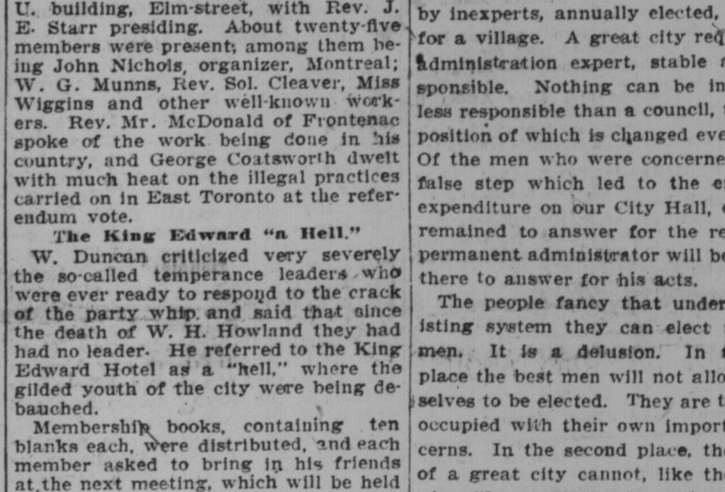 U. building, Elm-street, with Rev. J.
E. Starr presiding. About twenty-five
members were present; among them be-
ing John Nichols, organizer, Montreal;
W. G. Munns, Rev. Sol. Cleaver, Miss
Wiggins and other well-known work-
ers. Rev. Mr. McDonald of Frontenac
spoke of the work being done in his
country, and George Coatsworth dwelt
with much heat on the illegal practices
carried on in East Toronto at the refer-
endum vote.
The King Edward "a Hell."
W. Duncan criticized very severely
the so-called temperance leaders who
were ever ready to respond to the crack
of the party whip, and said that since
the death of W. H. Howland they had
had no leader. He referred to the King
Edward Hotel as a "hell," where the
gilded youth of the city were being de-
bauched.
Membership books, containing ten
blanks each, were distributed, and each
member asked to bring in his friends
at the next meeting, which will be held
by inexperts, annually elected,
for a village. A great city req
administration expert, stable a
sponsible. Nothing can be in
less responsible than a council,
position of which is changed eve
Of the men who were concerne
false step which led to the e
expenditure on our City Hall,
remained to answer for the re
permanent administrator will be
there to answer for his acts.
The people fancy that under
isting system they can elect
men. It is a delusion. In
place the best men will not allo
selves to be elected. They are t
occupied with their own import
cerns. In the second place, the
of a great city cannot, like th